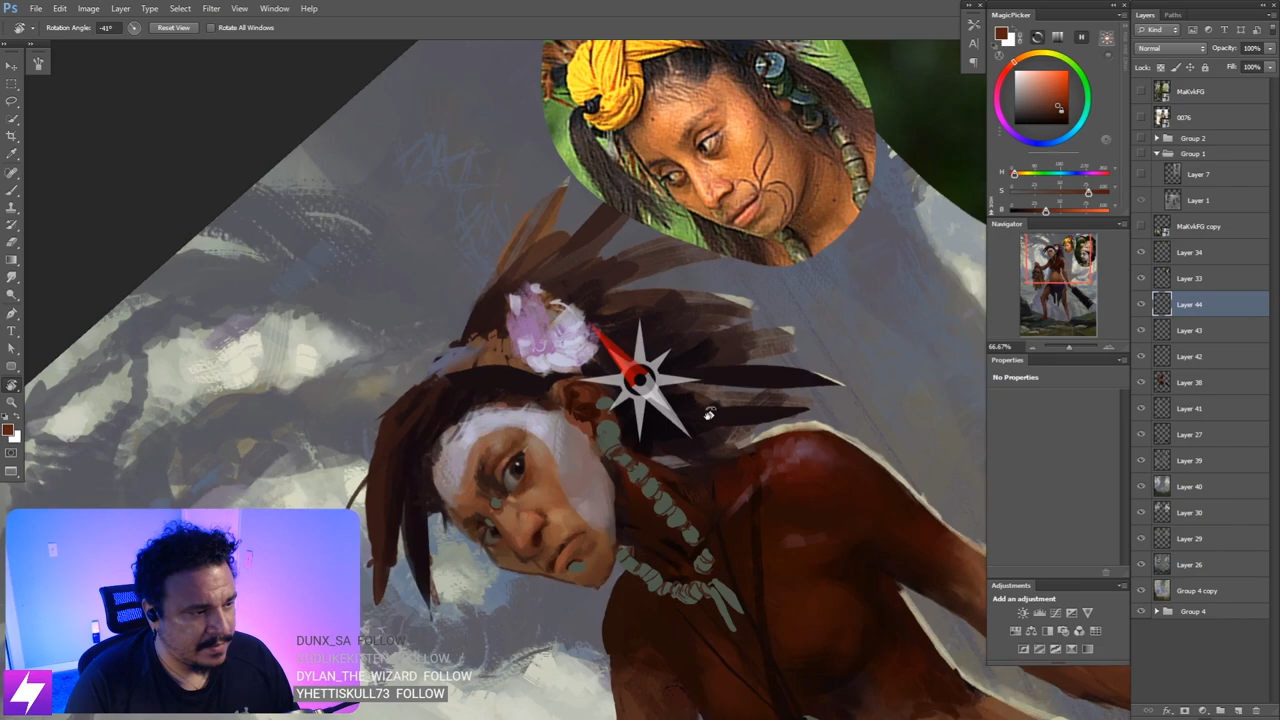 Ps File Edit Image Layer Type Select Filter View Window Help
Rotation Angle: -41° Reset View Rotate All Windows
MagicPicker
H
H
S
B
Navigator
66.67%
Properties
No Properties
Adjustments
Add an adjustment
Layers Paths
Kind
Normal Opacity: 100%
Lock: Fill: 100%
MaKvkFG
0076
Group 2
Group 1
Layer 7
Layer 1
MaKvkFG copy
Layer 34
Layer 33
Layer 44
Layer 43
Layer 42
Layer 38
Layer 41
Layer 27
Layer 39
Layer 40
Layer 30
Layer 29
Layer 26
Group 4 copy
Group 4
DUNX_SA FOLLOW
FOLLOW
DYLAN_THE_WIZARD FOLLOW
YHETTISKULL73 FOLLOW